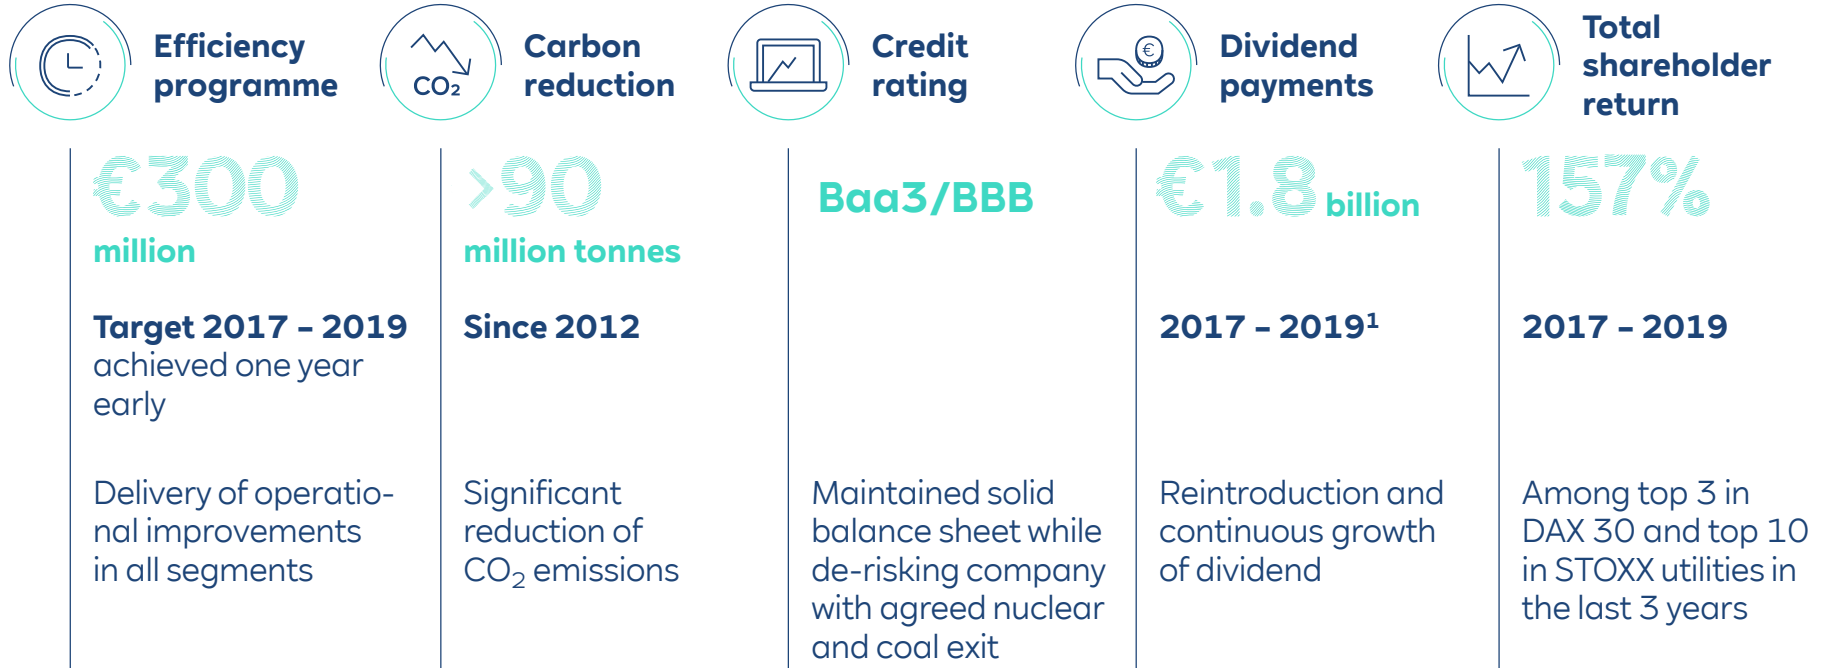 Efficiency
programme
€300
million
Target 2017 – 2019
achieved one year
early
Delivery of operatio-
nal improvements
in all segments
CO₂
Carbon
reduction
>90
million tonnes
Since 2012
Significant
reduction of
CO₂ emissions
Credit
rating
Baa3/BBB
Maintained solid
balance sheet while
de-risking company
with agreed nuclear
and coal exit
€
Dividend
payments
€1.8 billion
2017 – 2019¹
Reintroduction and
continuous growth
of dividend
Total
shareholder
return
157%
2017 – 2019
Among top 3 in
DAX 30 and top 10
in STOXX utilities in
the last 3 years